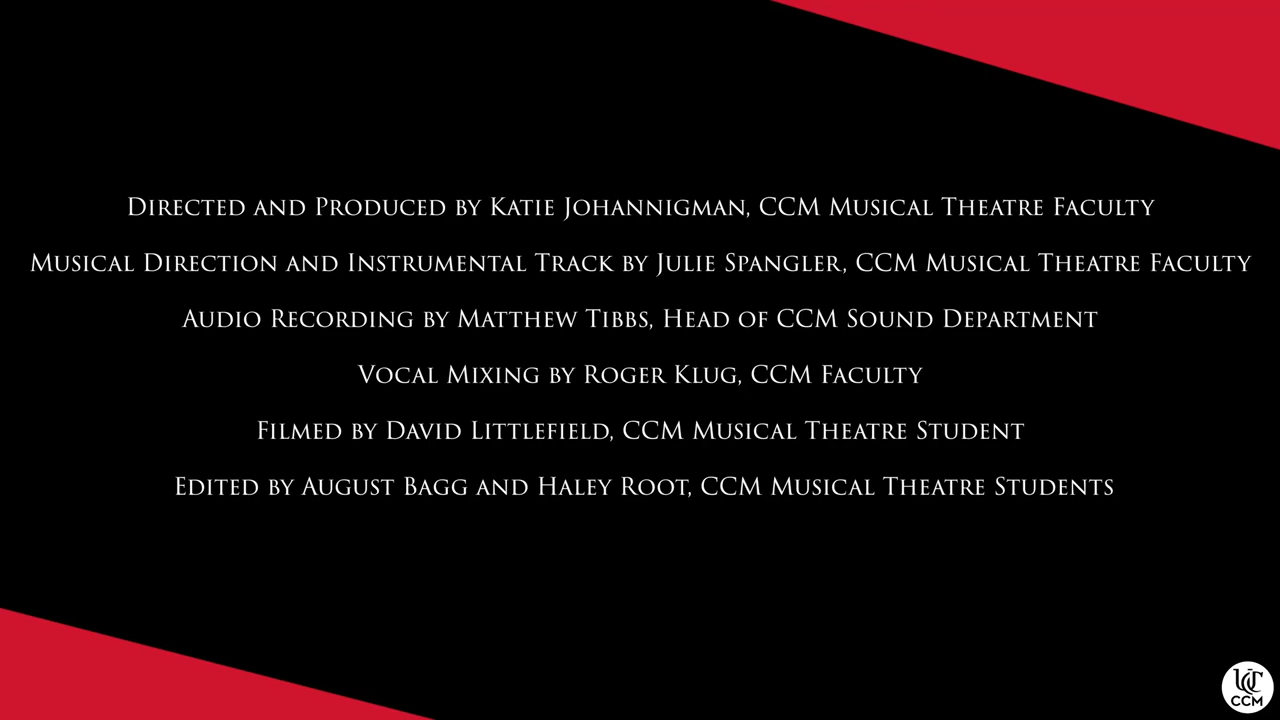 Directed and Produced by Katie Johannigman, CCM Musical Theatre Faculty
Musical Direction and Instrumental Track by Julie Spangler, CCM Musical Theatre Faculty
Audio Recording by Matthew Tibbs, Head of CCM Sound Department
Vocal Mixing by Roger Klug, CCM Faculty
Filmed by David Littlefield, CCM Musical Theatre Student
Edited by August Bagg and Haley Root, CCM Musical Theatre Students
UC
CCM